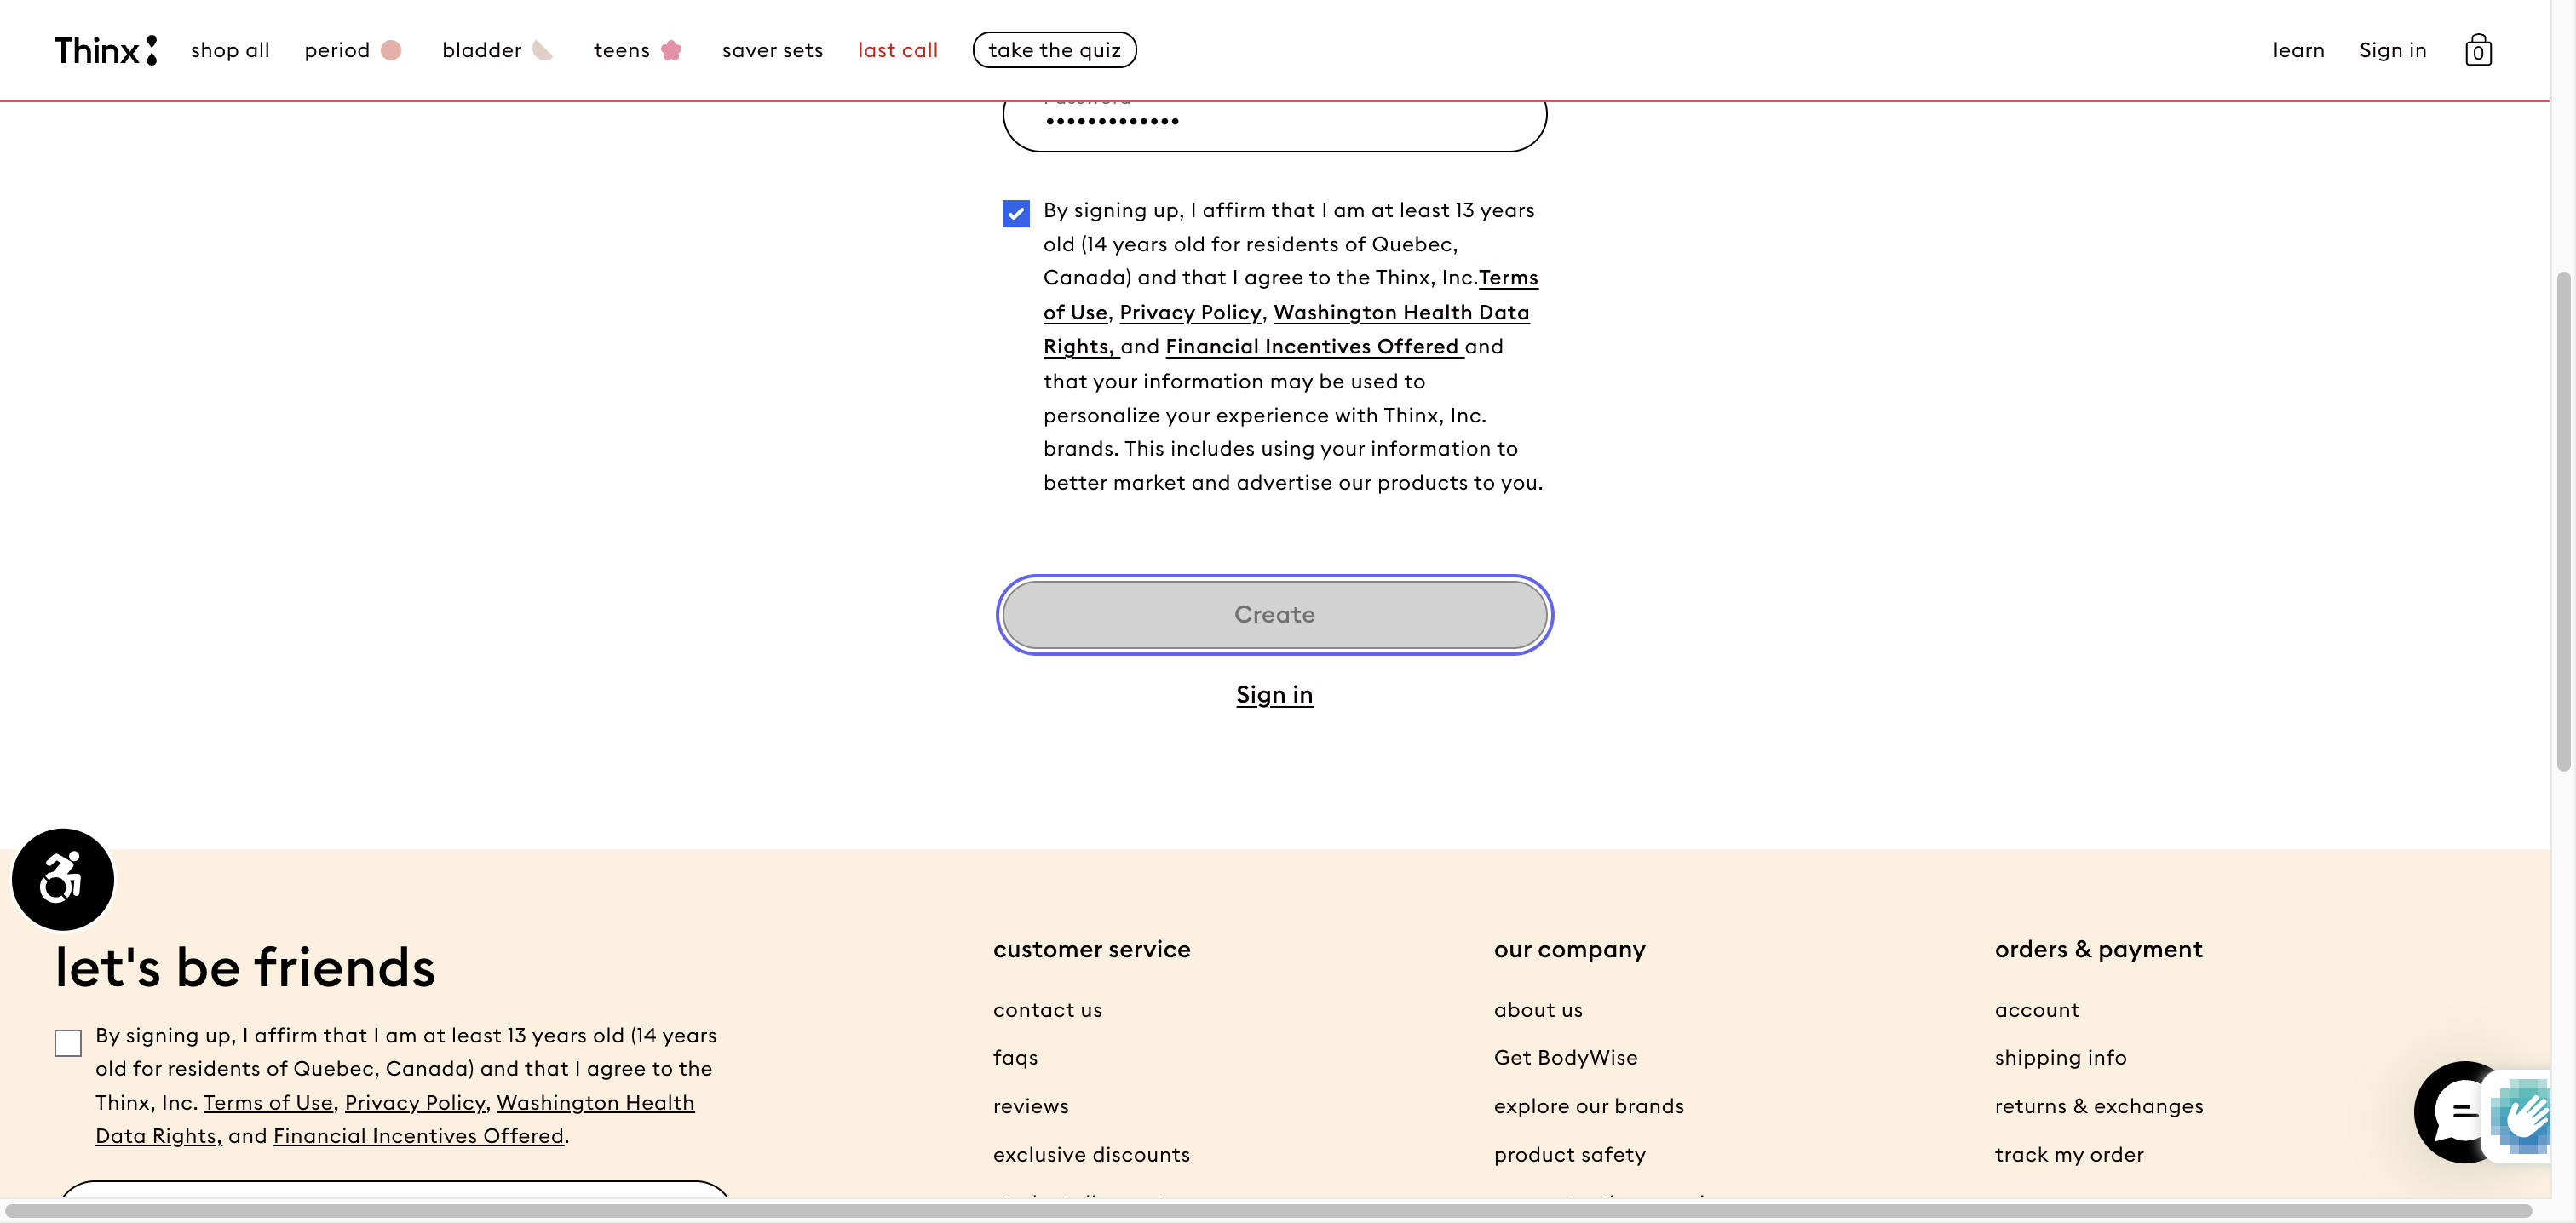 Thinx
shop all
period
bladder
teens
saver sets
last call
take the quiz
learn
Sign in
0
•••••••••••••
By signing up, I affirm that I am at least 13 years
old (14 years old for residents of Quebec,
Canada) and that I agree to the Thinx, Inc.Terms
of Use, Privacy Policy, Washington Health Data
Rights, and Financial Incentives Offered and
that your information may be used to
personalize your experience with Thinx, Inc.
brands. This includes using your information to
better market and advertise our products to you.
Create
Sign in
let's be friends
By signing up, I affirm that I am at least 13 years old (14 years
old for residents of Quebec, Canada) and that I agree to the
Thinx, Inc. Terms of Use, Privacy Policy, Washington Health
Data Rights, and Financial Incentives Offered.
customer service
contact us
faqs
reviews
exclusive discounts
our company
about us
Get BodyWise
explore our brands
product safety
orders & payment
account
shipping info
returns & exchanges
track my order